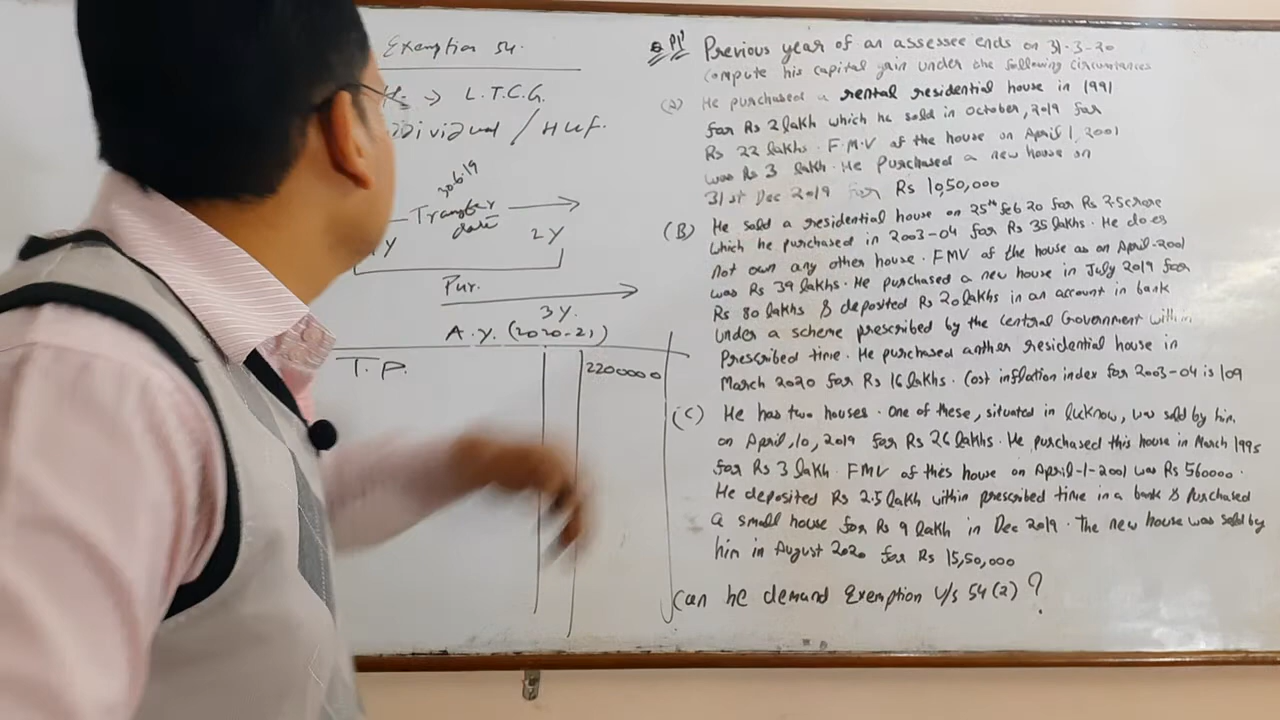 Exemption 54.
→ L.T.C.G.
/ HUF.
Transfer
date
2 Y
Pur.
3 Y.
A.Y. (2020-21)
T.P.
2200000
Previous year of an assessee ends on 31-3-20
Compute his capital gain under the following circumstances
(A) He purchased a rental residential house in 1991
for Rs 2 lakh which he sold in October, 2019 for
Rs 22 lakhs. F.M.V of the house on April 1, 2001
was Rs 3 lakh. He purchased a new house on
31st Dec 2019 for Rs 10,50,000
(B) He sold a residential house on 25th feb 20 for Rs 2.5 crore
which he purchased in 2003-04 for Rs 35 lakhs. He does
not own any other house. FMV of the house as on April-2001
was Rs 39 lakhs. He purchased a new house in July 2019 for
Rs 80 lakhs & deposited Rs 20 lakhs in an account in bank
under a scheme prescribed by the Central Government within
Prescribed time. He purchased anther residential house in
March 2020 for Rs 16 lakhs. Cost inflation index for 2003-04 is 109
(C) He has two houses. One of these, situated in lucknow, was sold by him
on April, 10, 2019 for Rs 26 lakhs. He purchased this house in March 1995
for Rs 3 lakh. FMV of this house on April-1-2001 was Rs 560000.
He deposited Rs 2.5 lakh within prescribed time in a bank & Purchased
a small house for Rs 9 lakh in Dec 2019. The new house was sold by
him in August 2020 for Rs 15,50,000
Can he demand Exemption U/s 54(2) ?